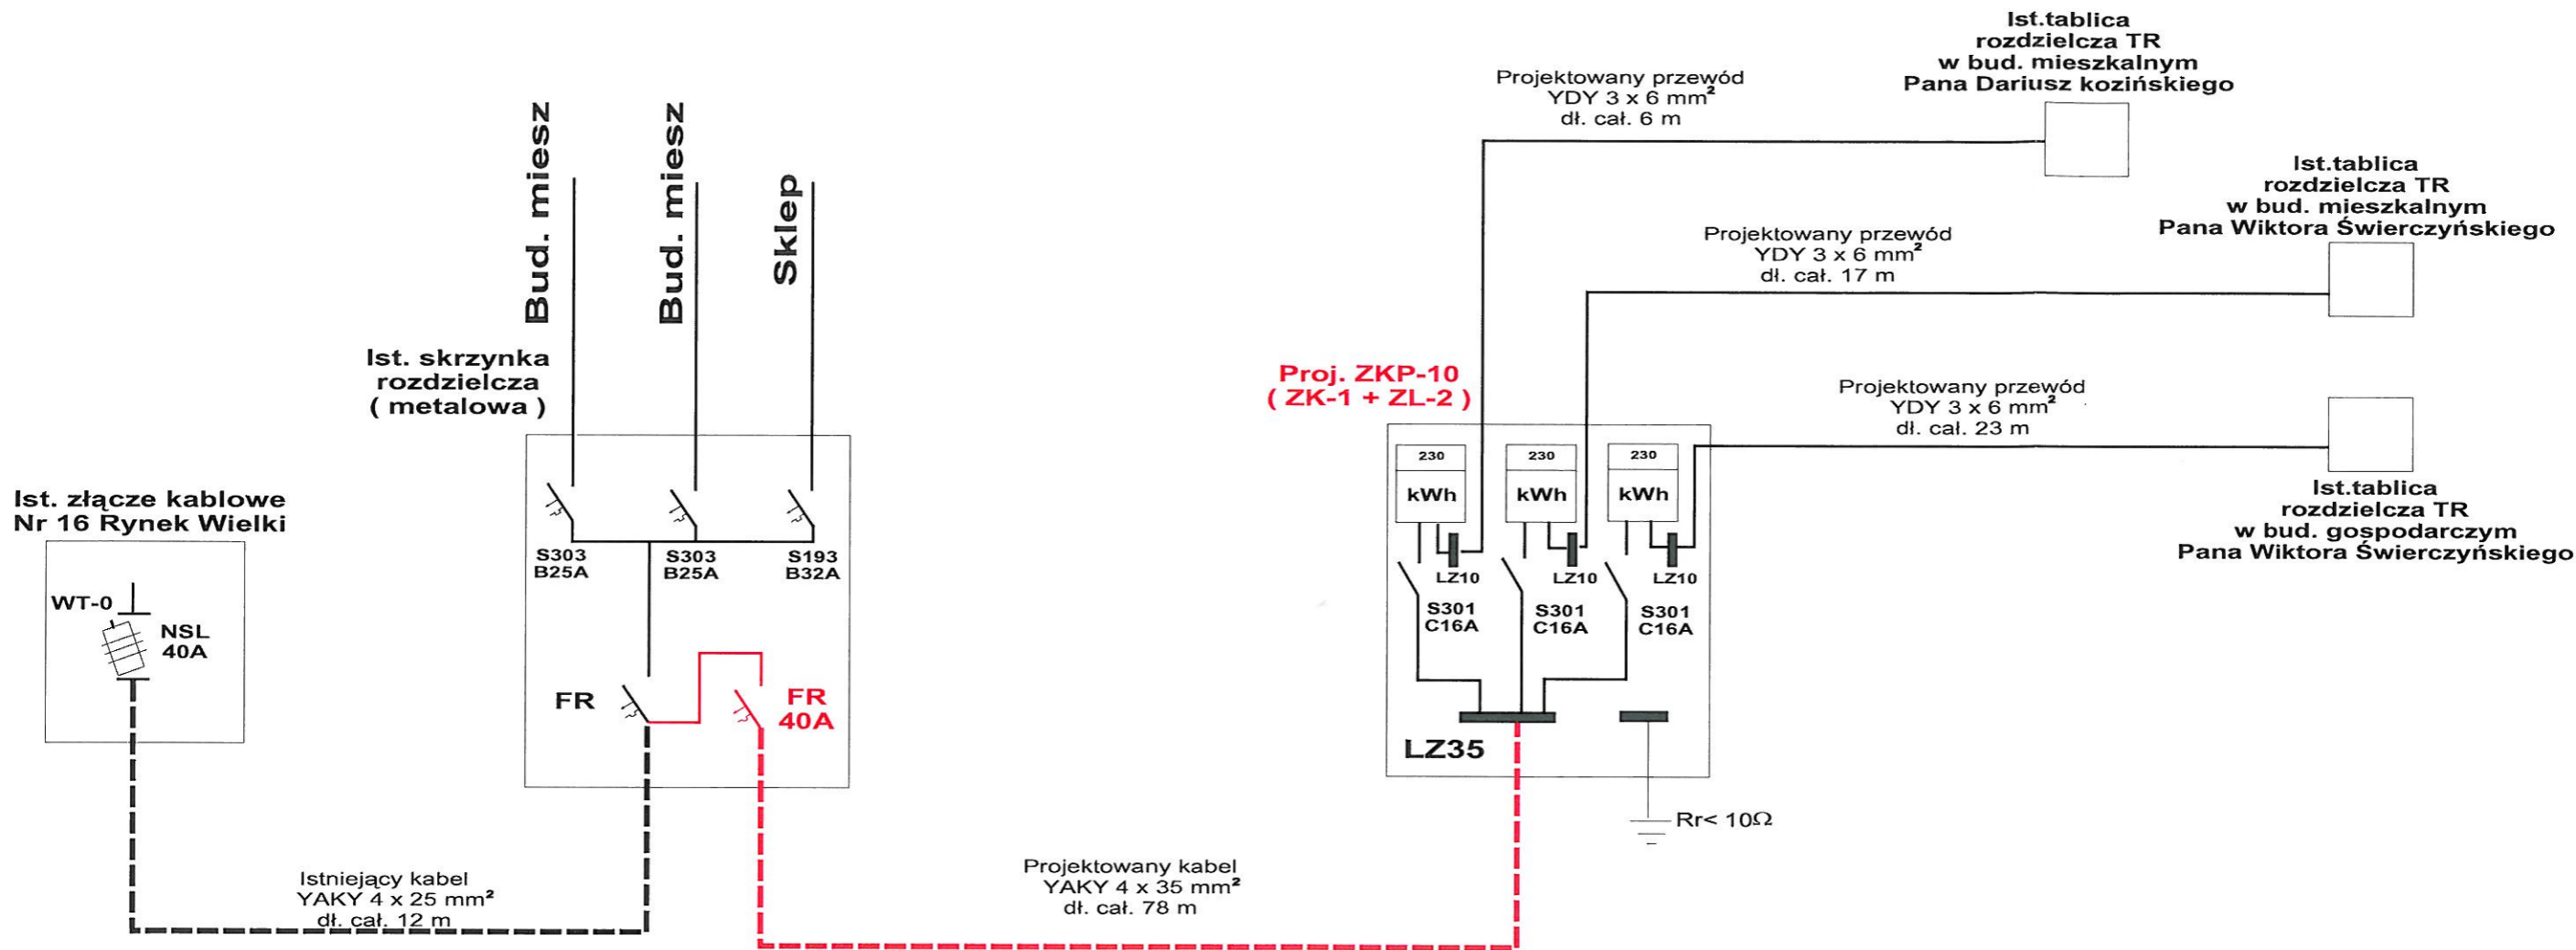 Ist.tablica
rozdzielcza TR
w bud. mieszkalnym
Pana Dariusz kozińskiego
Projektowany przewód
YDY 3 x 6 mm²
dł. cał. 6 m
Ist.tablica
rozdzielcza TR
w bud. mieszkalnym
Pana Wiktora Świerczyńskiego
Projektowany przewód
YDY 3 x 6 mm²
dł. cał. 17 m
Bud. miesz
Bud. miesz
Sklep
Ist. skrzynka
rozdzielcza
( metalowa )
Proj. ZKP-10
( ZK-1 + ZL-2 )
Projektowany przewód
YDY 3 x 6 mm²
dł. cał. 23 m
Ist.tablica
rozdzielcza TR
w bud. gospodarczym
Pana Wiktora Świerczyńskiego
Ist. złącze kablowe
Nr 16 Rynek Wielki
WT-0
NSL
40A
S303
B25A
S303
B25A
S193
B32A
FR
FR
40A
230
kWh
230
kWh
230
kWh
LZ10
LZ10
LZ10
S301
C16A
S301
C16A
S301
C16A
LZ35
Rr< 10Ω
Istniejący kabel
YAKY 4 x 25 mm²
dł. cał. 12 m
Projektowany kabel
YAKY 4 x 35 mm²
dł. cał. 78 m